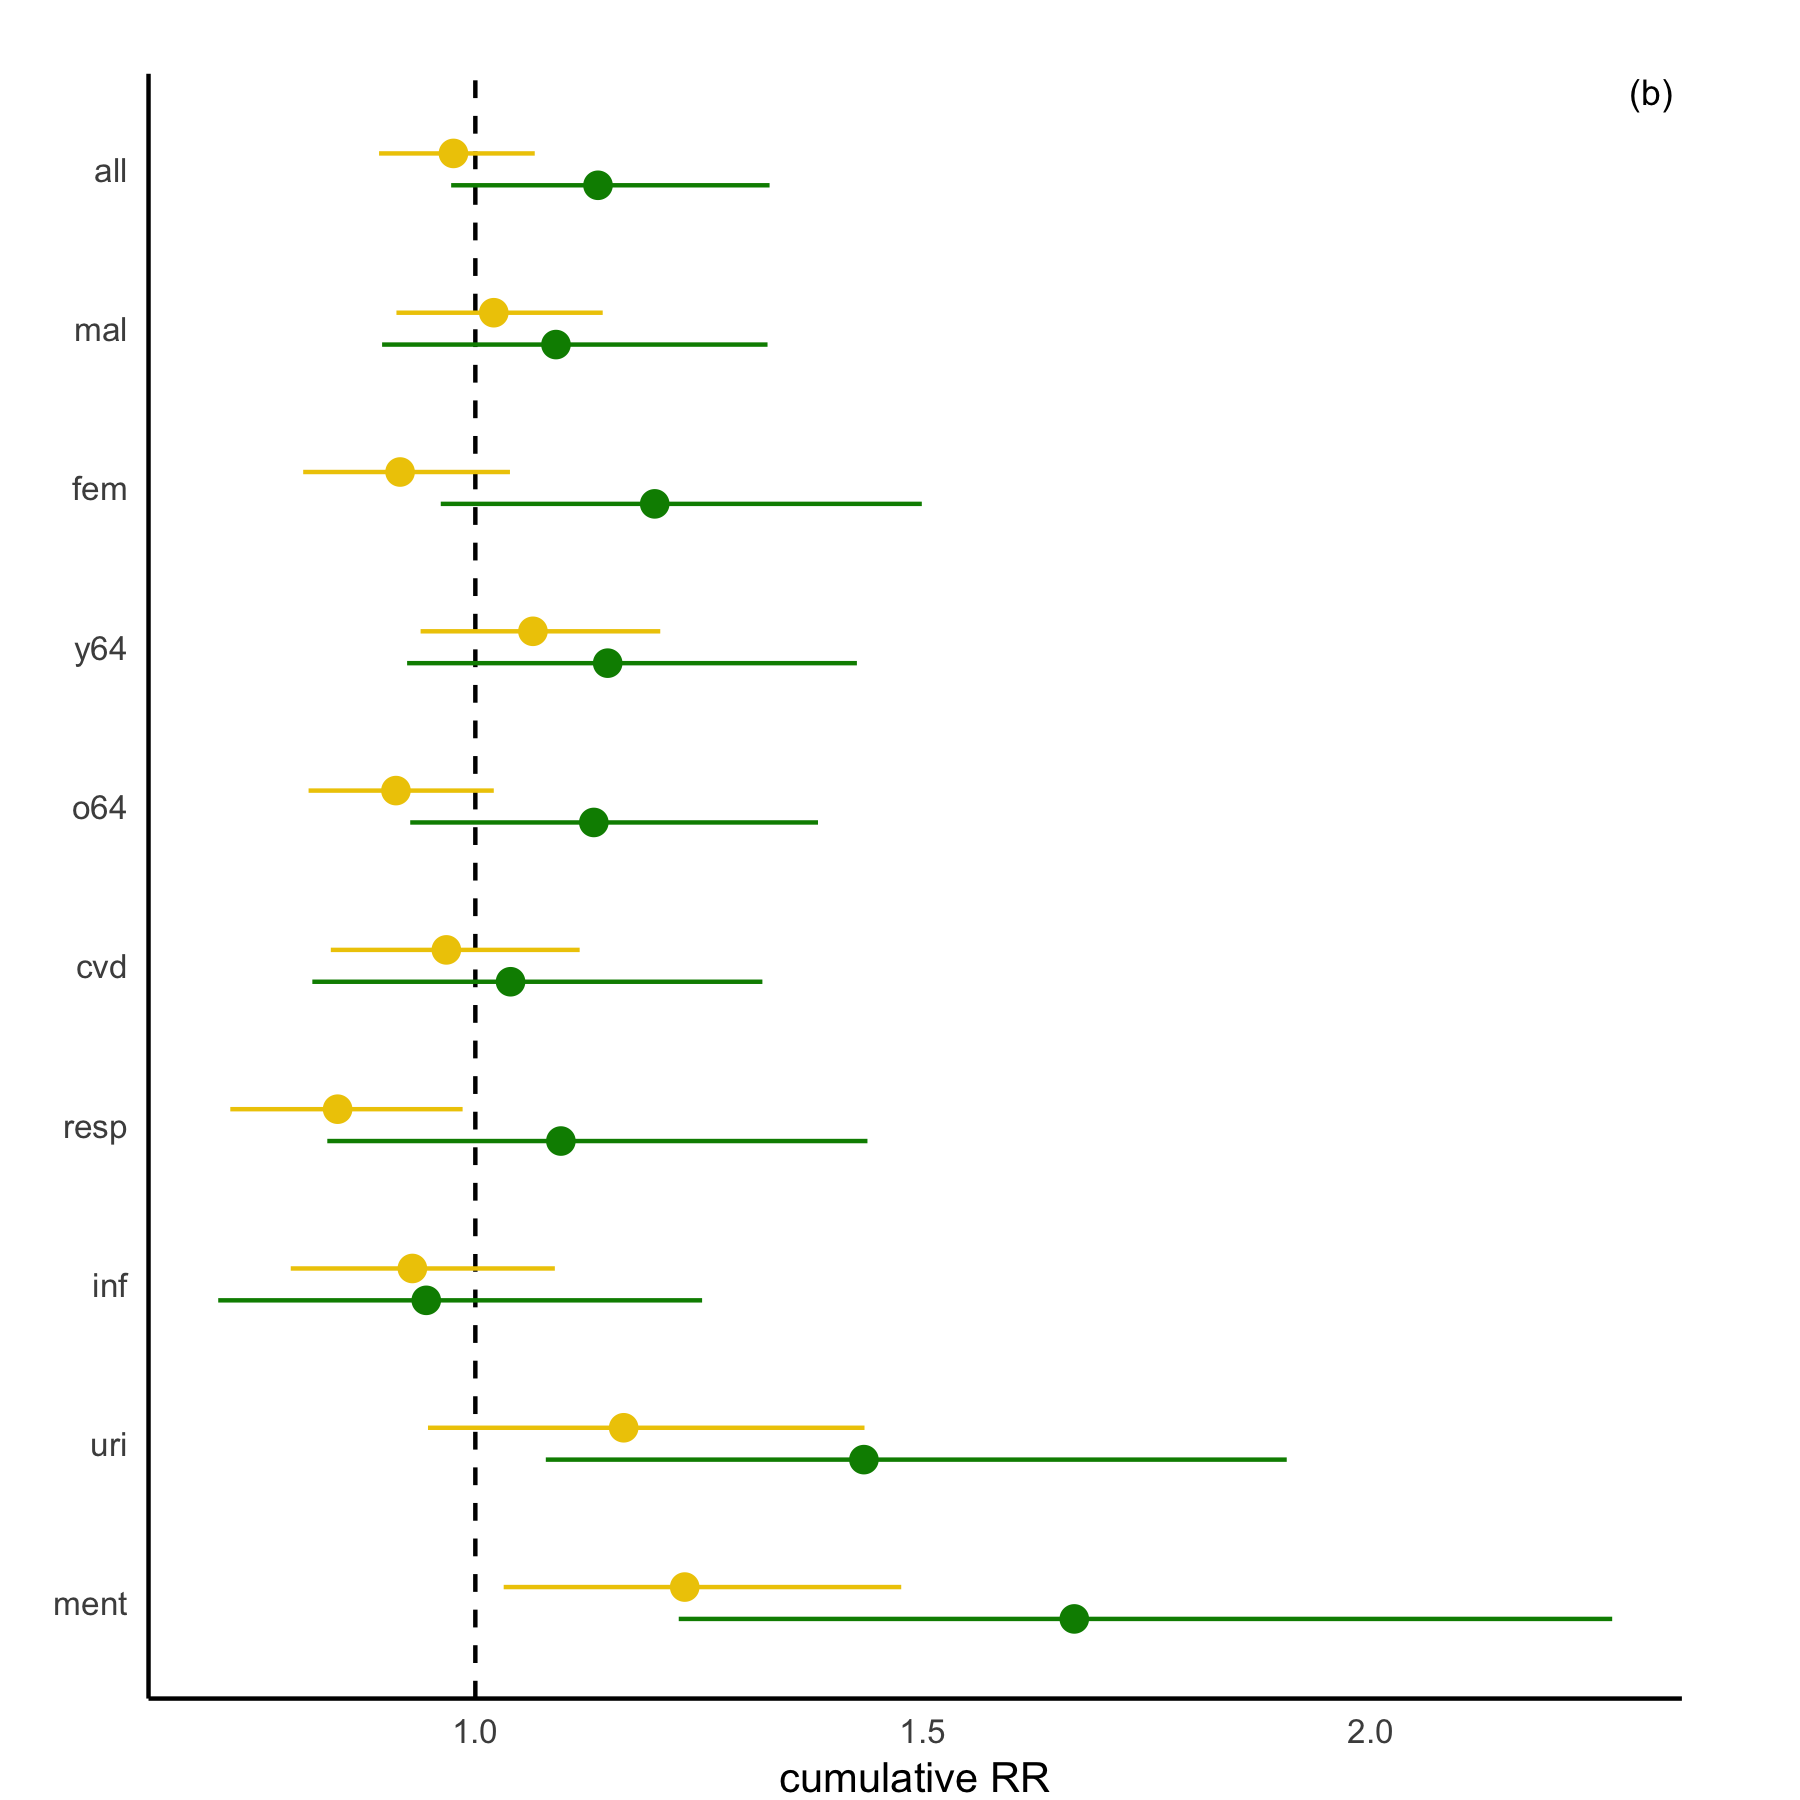 (b)
all
mal
fem
y64
o64
cvd
resp
inf
uri
ment
1.0 1.5 2.0
cumulative RR